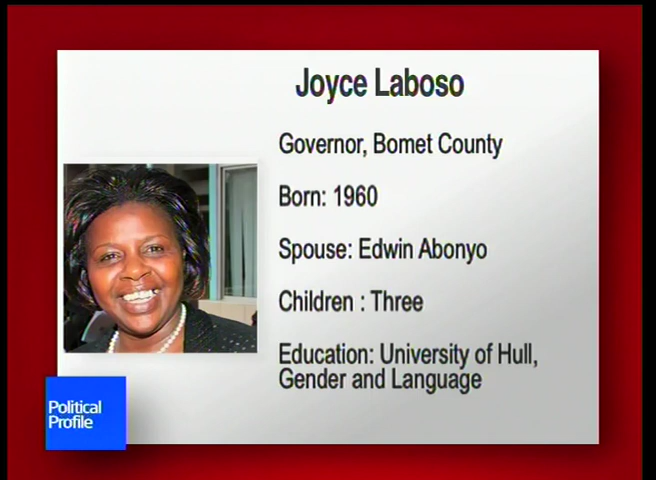 Joyce Laboso
Governor, Bomet County
Born: 1960
Spouse: Edwin Abonyo
Children : Three
Education: University of Hull,
Gender and Language
Political
Profile